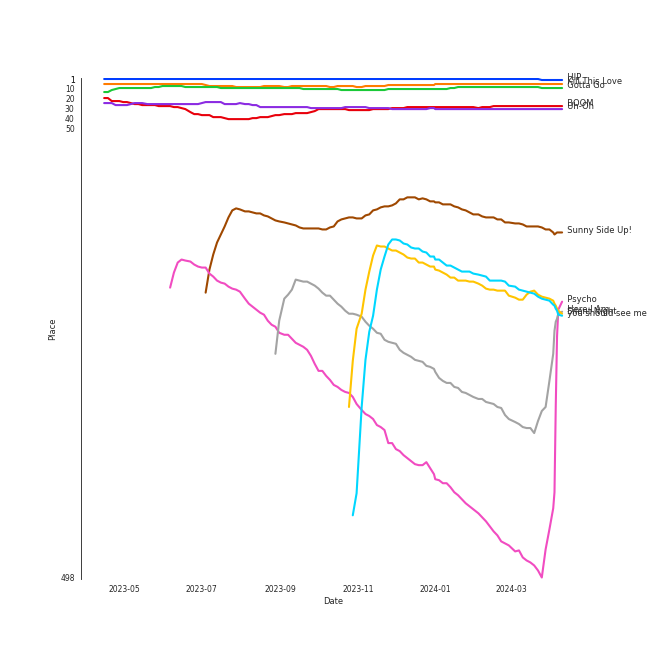 1
10
20
30
40
50
498
Place
2023-05
2023-07
2023-09
2023-11
2024-01
2024-03
Date
HIP
Kill This Love
Gotta Go
BOOM
Uh-Oh
Sunny Side Up!
Psycho
Here I Am
you should see me